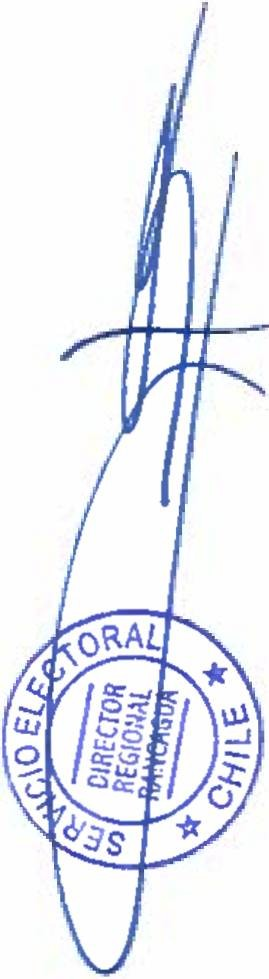 SERVICIO ELECTORAL
★ CHILE ★
DIRECTOR
REGIONAL
RANCAGUA